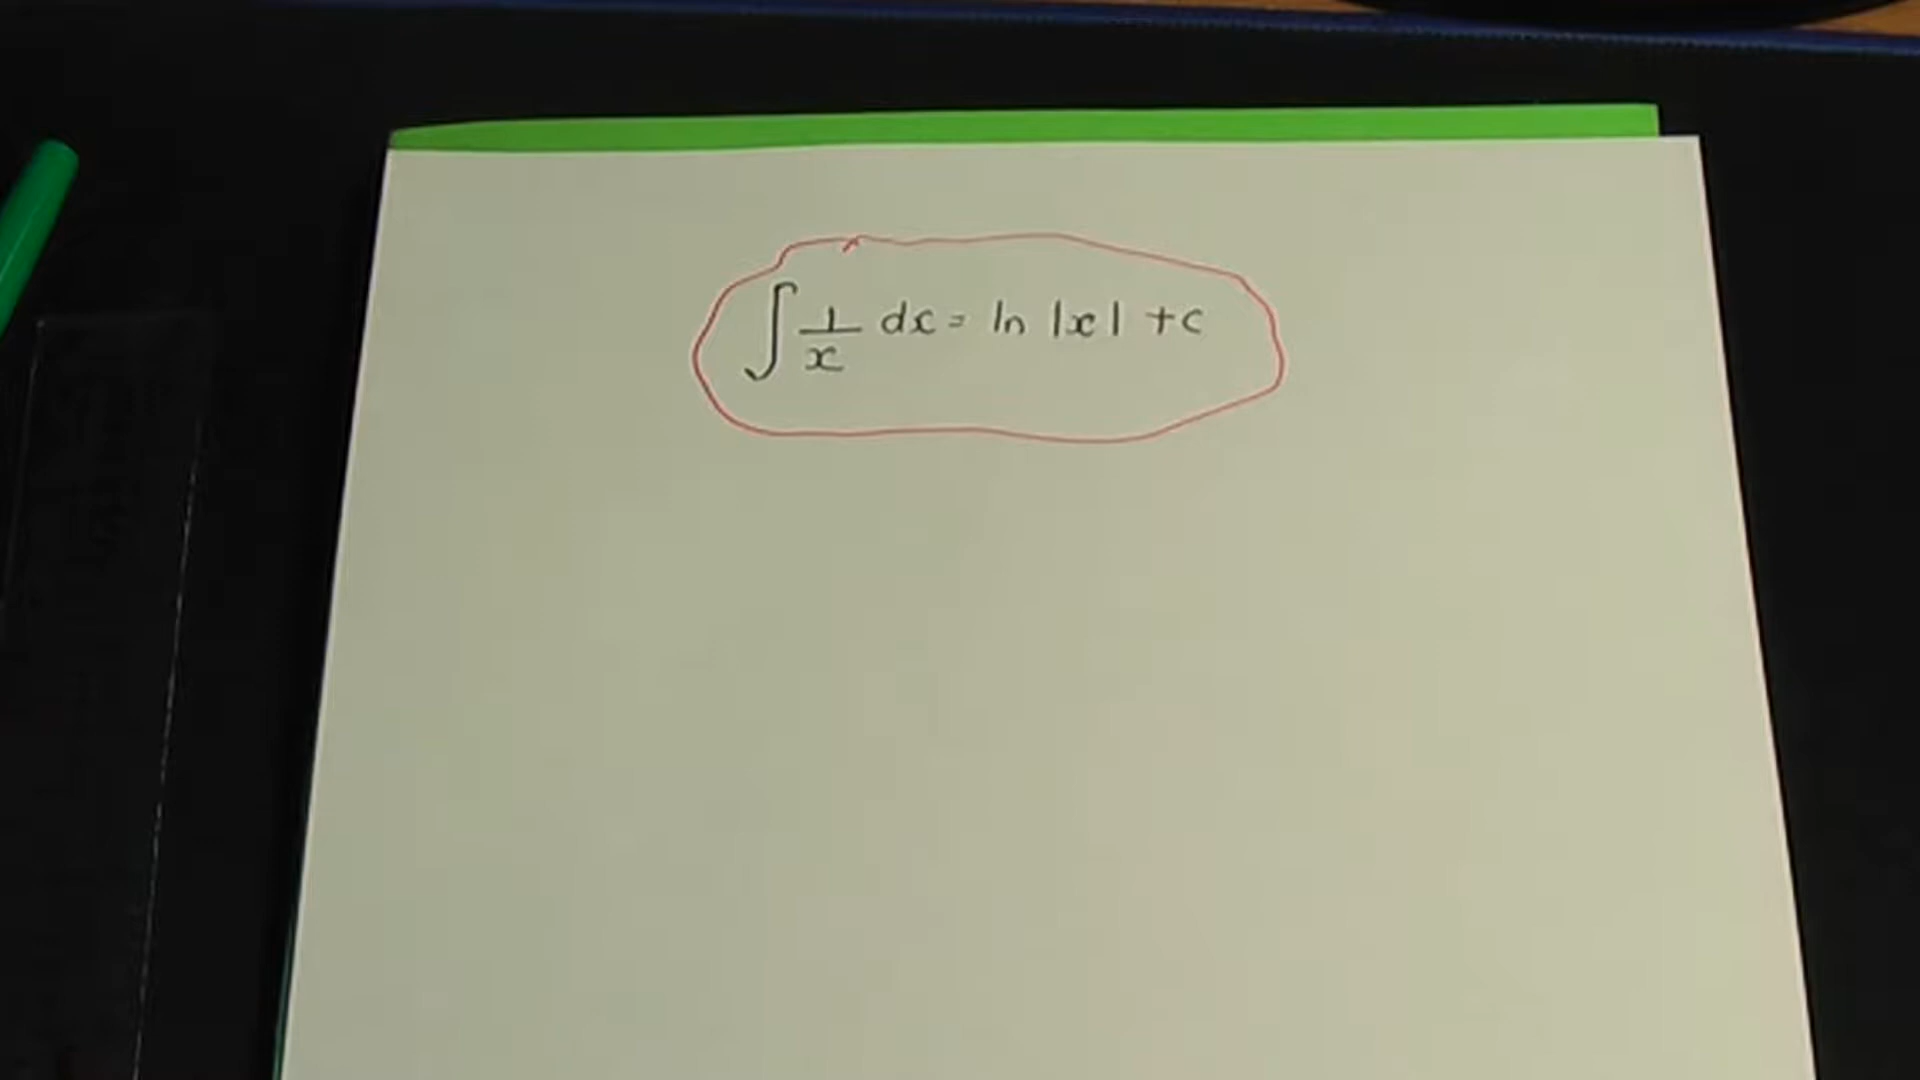 ∫ 1/x dx = ln |x| + c